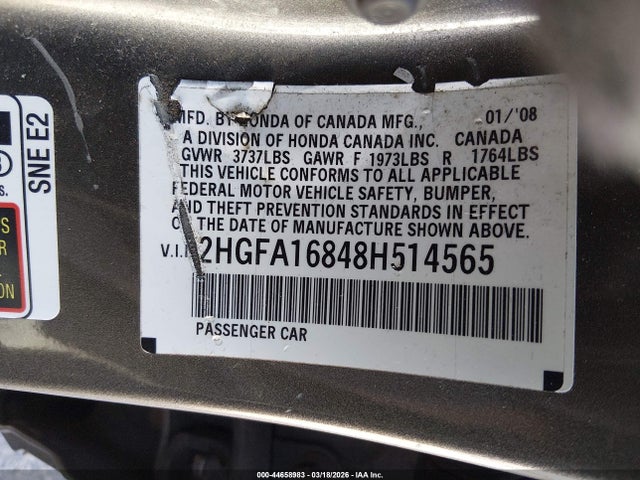 SNE E2
S.
S
R
ION
MFD. BY HONDA OF CANADA MFG., 01/'08
A DIVISION OF HONDA CANADA INC. CANADA
GVWR 3737LBS GAWR F 1973LBS R 1764LBS
THIS VEHICLE CONFORMS TO ALL APPLICABLE
FEDERAL MOTOR VEHICLE SAFETY, BUMPER,
AND THEFT PREVENTION STANDARDS IN EFFECT
ON THE DATE OF MANUFACTURE SHOWN ABOVE.
V.I. 2HGFA16848H514565
PASSENGER CAR
000-44658983 | 03/18/2026 | IAA Inc.